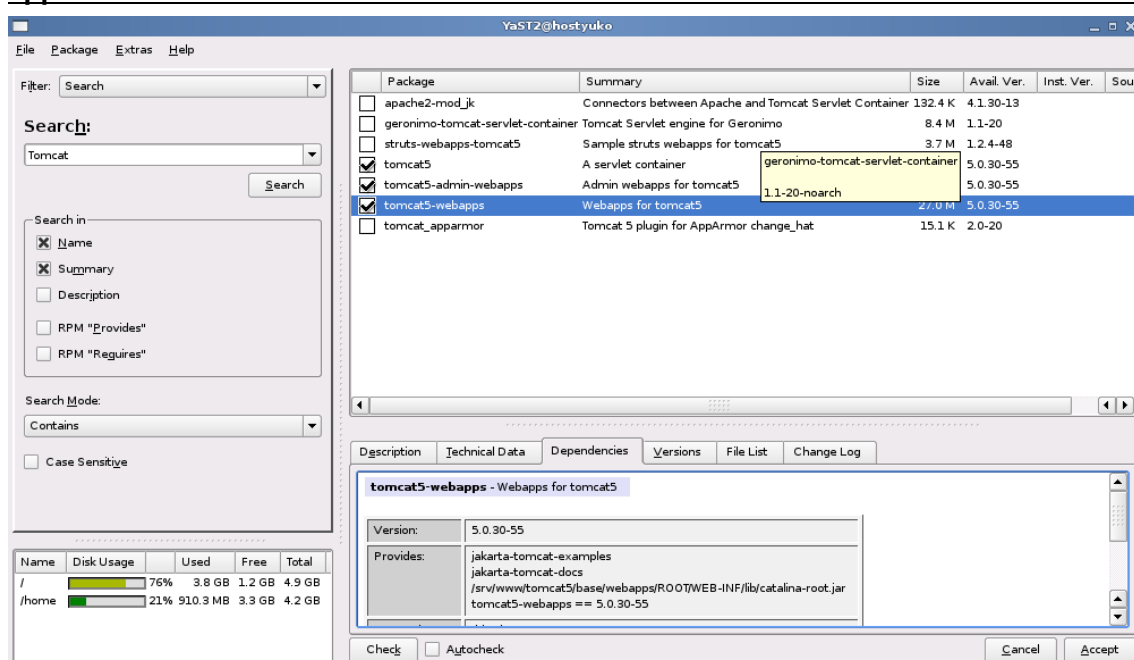 YaST2@hostyuko
File Package Extras Help
Filter: Search
Search:
Tomcat
Search
Search in
Name
Summary
Description
RPM "Provides"
RPM "Requires"
Search Mode:
Contains
Case Sensitive
Name Disk Usage Used Free Total
/ 76% 3.8 GB 1.2 GB 4.9 GB
/home 21% 910.3 MB 3.3 GB 4.2 GB
Package Summary Size Avail. Ver. Inst. Ver. Sou
apache2-mod_jk Connectors between Apache and Tomcat Servlet Container 132.4 K 4.1.30-13
geronimo-tomcat-servlet-container Tomcat Servlet engine for Geronimo 8.4 M 1.1-20
struts-webapps-tomcat5 Sample struts webapps for tomcat5 3.7 M 1.2.4-48
tomcat5 A servlet container 5.0.30-55
tomcat5-admin-webapps Admin webapps for tomcat5 5.0.30-55
tomcat5-webapps Webapps for tomcat5 27.0 M 5.0.30-55
tomcat_apparmor Tomcat 5 plugin for AppArmor change_hat 15.1 K 2.0-20
geronimo-tomcat-servlet-container
1.1-20-noarch
Description Technical Data Dependencies Versions File List Change Log
tomcat5-webapps - Webapps for tomcat5
Version: 5.0.30-55
Provides: jakarta-tomcat-examples
jakarta-tomcat-docs
/srv/www/tomcat5/base/webapps/ROOT/WEB-INF/lib/catalina-root.jar
tomcat5-webapps == 5.0.30-55
Check Autocheck Cancel Accept